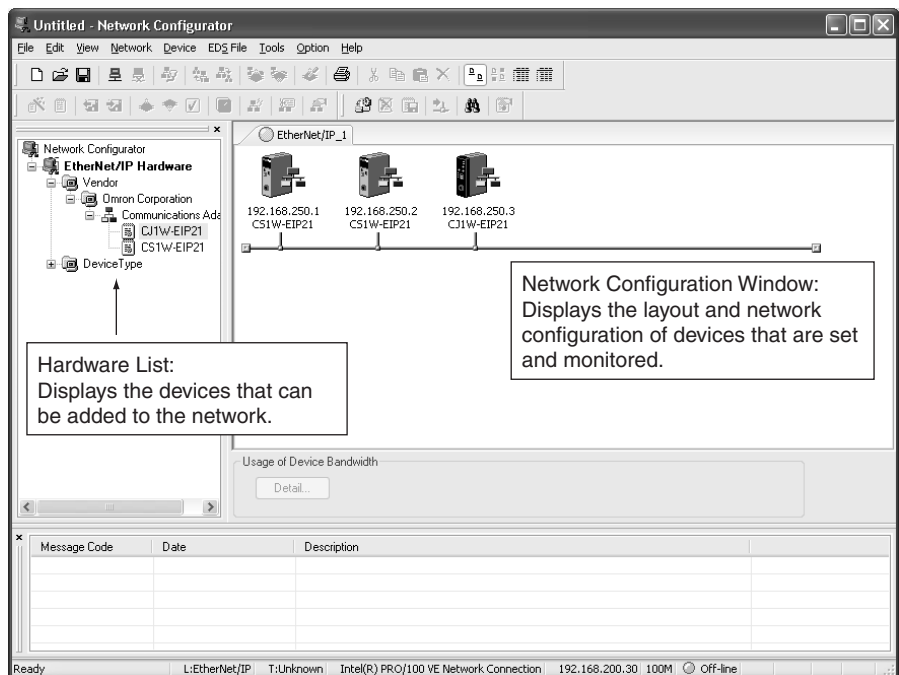 Untitled - Network Configurator
File Edit View Network Device EDS File Tools Option Help
Network Configurator
EtherNet/IP Hardware
Vendor
Omron Corporation
Communications Ada
CJ1W-EIP21
CS1W-EIP21
DeviceType
EtherNet/IP_1
192.168.250.1
CS1W-EIP21
192.168.250.2
CS1W-EIP21
192.168.250.3
CJ1W-EIP21
Network Configuration Window:
Displays the layout and network
configuration of devices that are set
and monitored.
Hardware List:
Displays the devices that can
be added to the network.
Usage of Device Bandwidth
Detail...
Message Code Date Description
Ready L:EtherNet/IP T:Unknown Intel(R) PRO/100 VE Network Connection 192.168.200.30 100M Off-line